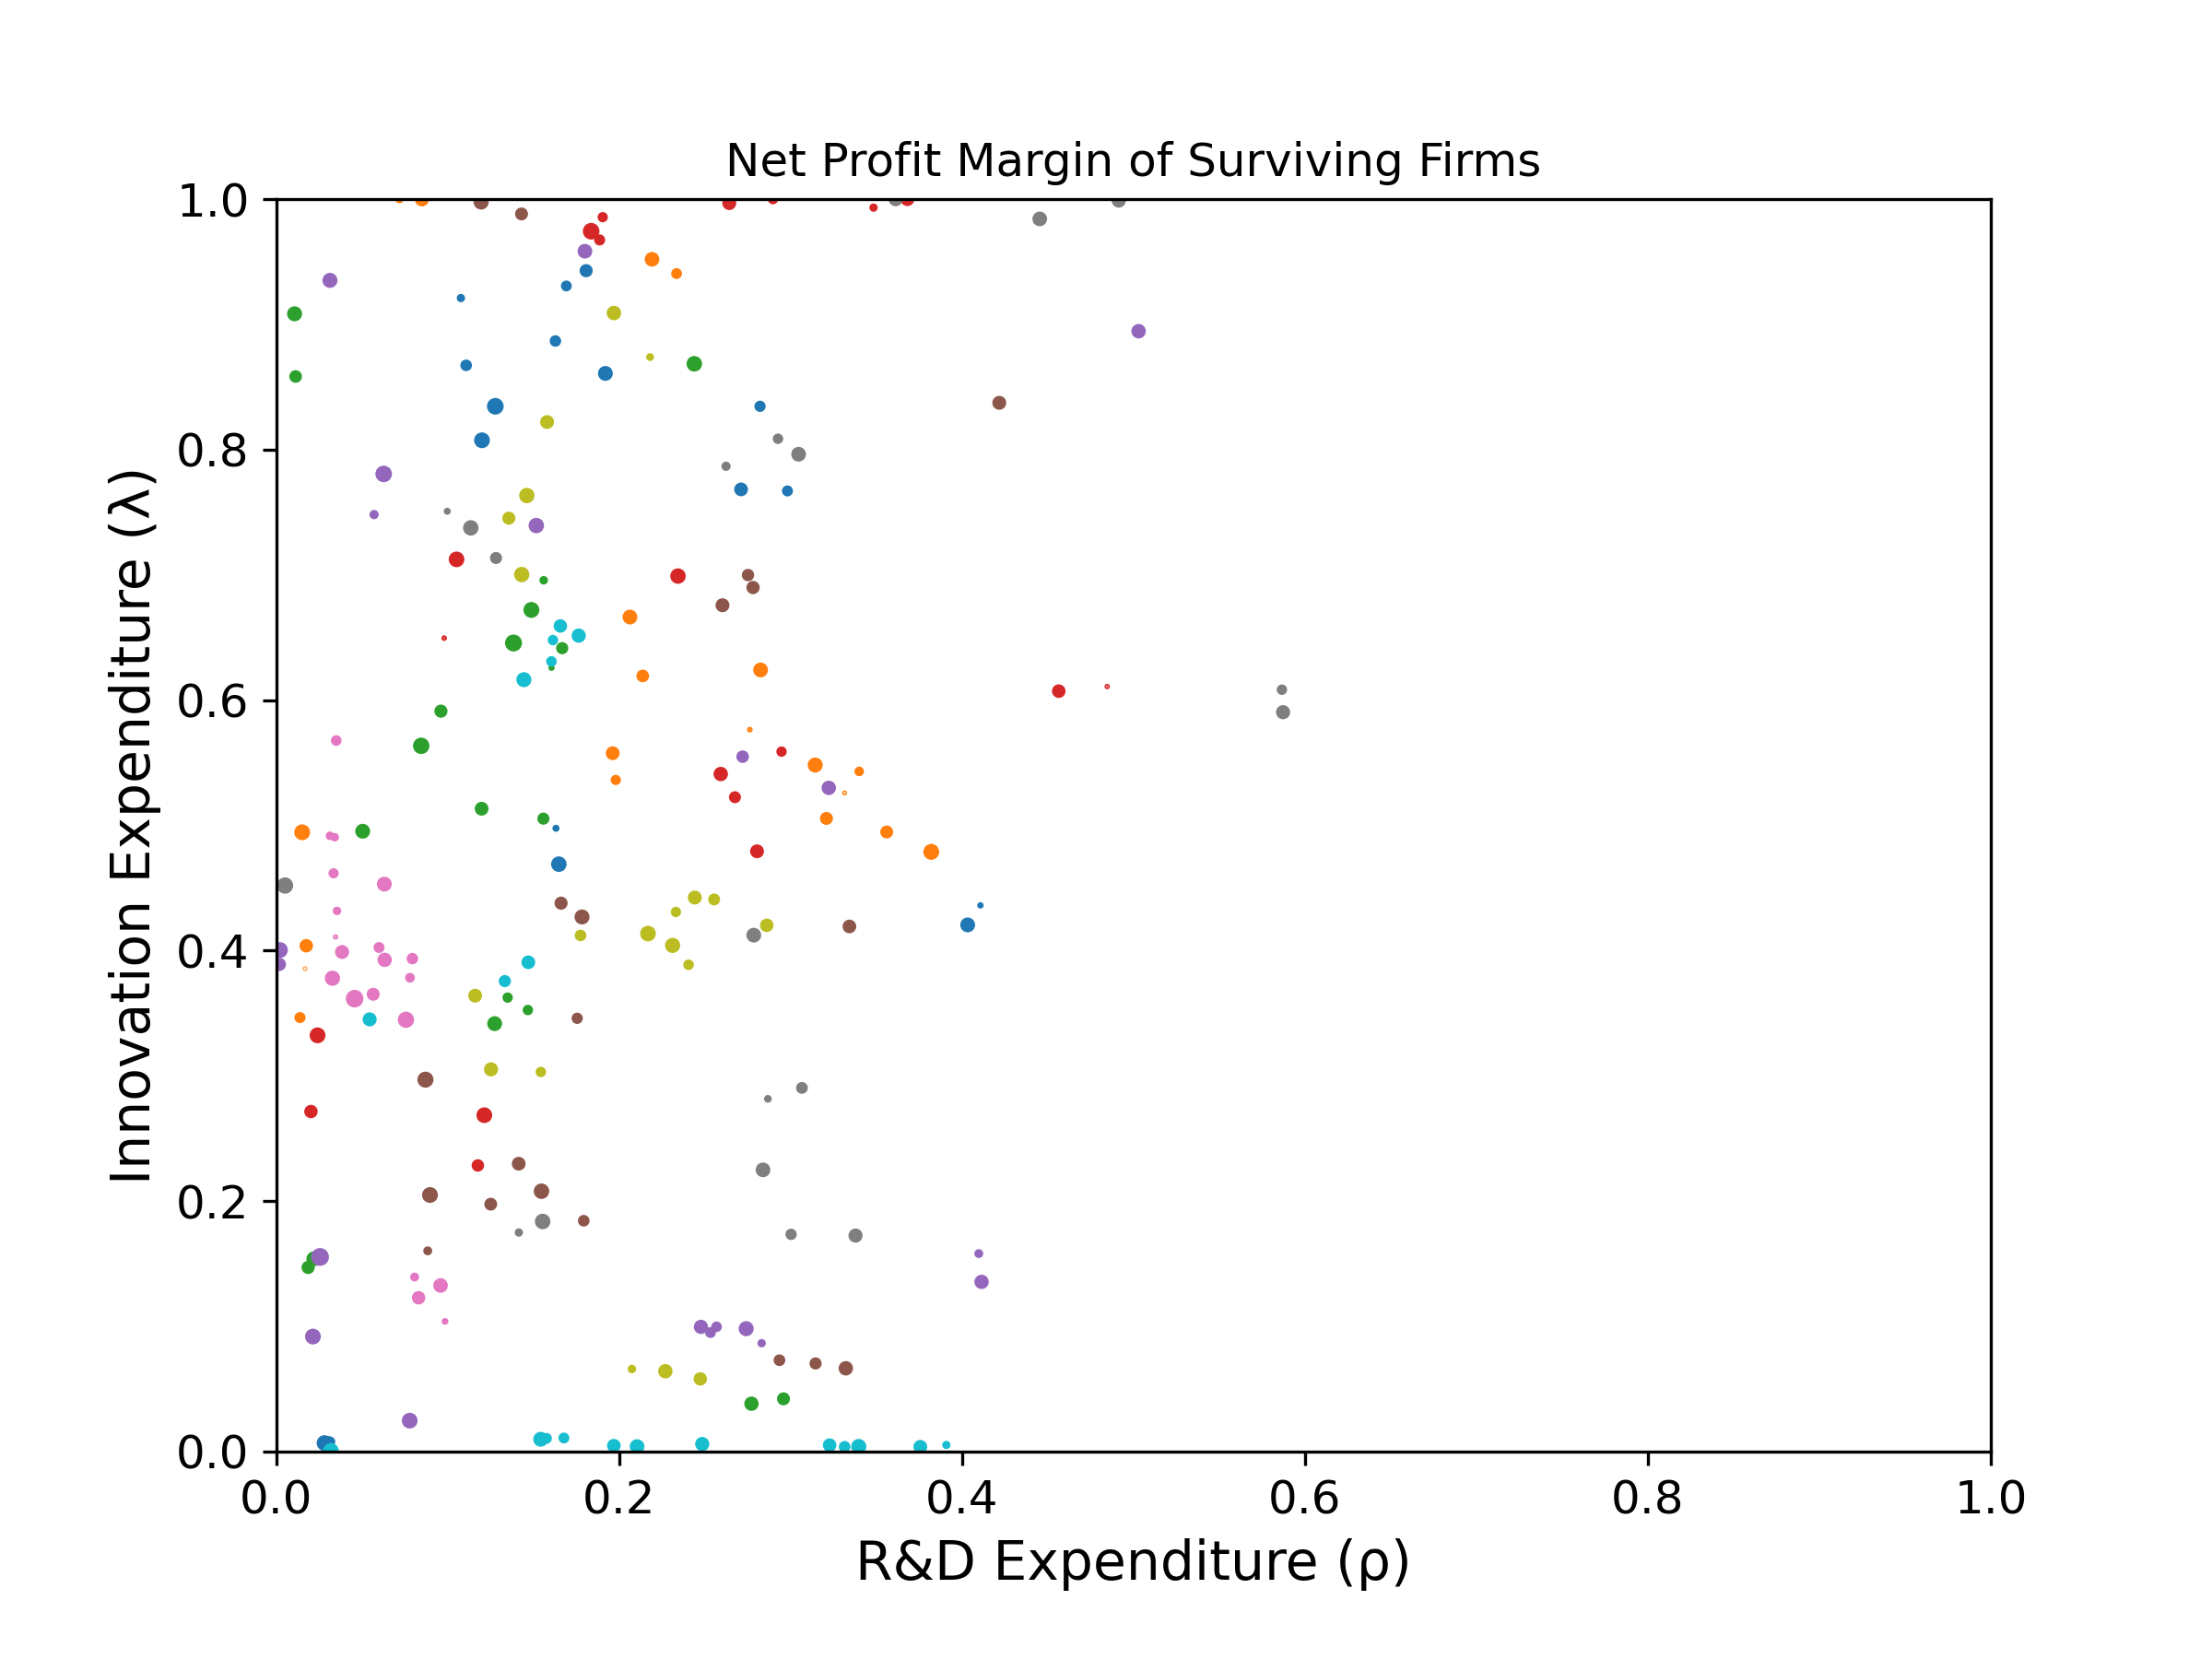 Net Profit Margin of Surviving Firms
1.0
0.8
0.6
0.4
0.2
0.0
Innovation Expenditure (λ)
0.0 0.2 0.4 0.6 0.8 1.0
R&D Expenditure (ρ)